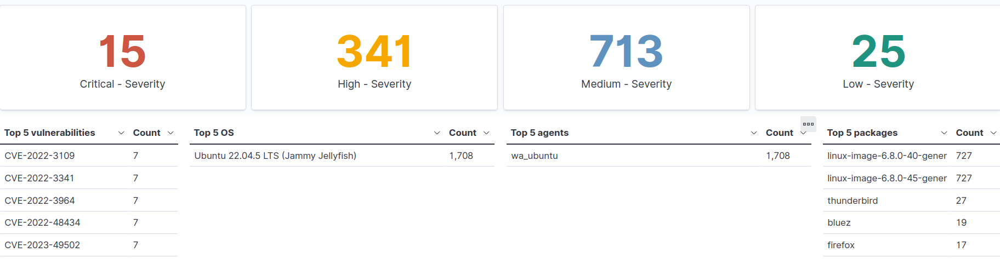 15
Critical - Severity
341
High - Severity
713
Medium - Severity
25
Low - Severity
Top 5 vulnerabilities Count
CVE-2022-3109 7
CVE-2022-3341 7
CVE-2022-3964 7
CVE-2022-48434 7
CVE-2023-49502 7
Top 5 OS Count
Ubuntu 22.04.5 LTS (Jammy Jellyfish) 1,708
Top 5 agents Count
wa_ubuntu 1,708
Top 5 packages Count
linux-image-6.8.0-40-gener 727
linux-image-6.8.0-45-gener 727
thunderbird 27
bluez 19
firefox 17